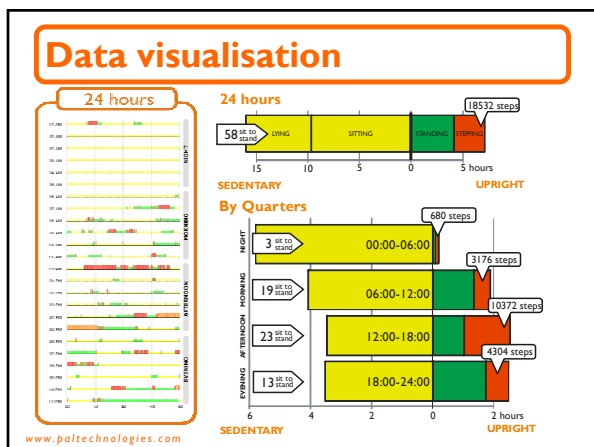 Data visualisation
24 hours
NIGHT
MORNING
AFTERNOON
EVENING
24 hours
18532 steps
58 sit to stand
LYING
SITTING
STANDING
STEPPING
15
10
5
0
5 hours
SEDENTARY
UPRIGHT
By Quarters
680 steps
NIGHT
3 sit to stand
00:00-06:00
3176 steps
MORNING
19 sit to stand
06:00-12:00
10372 steps
AFTERNOON
23 sit to stand
12:00-18:00
4304 steps
EVENING
13 sit to stand
18:00-24:00
6
4
2
0
2 hours
SEDENTARY
UPRIGHT
www.paltechnologies.com